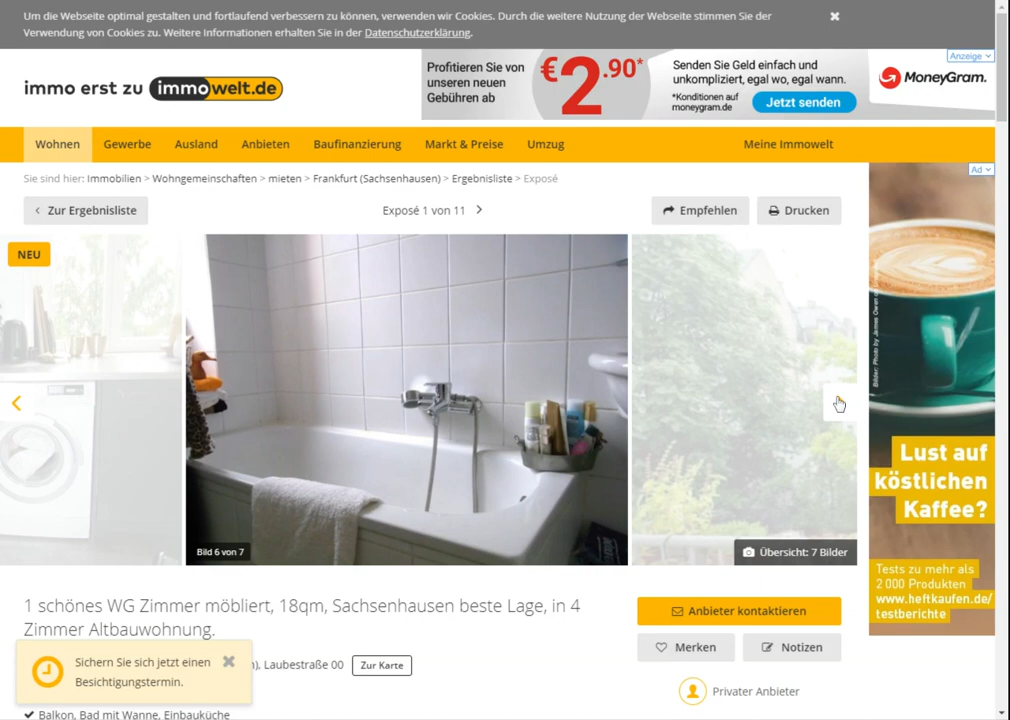 Um die Webseite optimal gestalten und fortlaufend verbessern zu können, verwenden wir Cookies. Durch die weitere Nutzung der Webseite stimmen Sie der
Verwendung von Cookies zu. Weitere Informationen erhalten Sie in der Datenschutzerklärung.
immo erst zu immowelt.de
Profitieren Sie von
unseren neuen
Gebühren ab
€2.90*
Senden Sie Geld einfach und
unkompliziert, egal wo, egal wann.
*Konditionen auf
moneygram.de
Jetzt senden
Anzeige
MoneyGram.
Wohnen Gewerbe Ausland Anbieten Baufinanzierung Markt & Preise Umzug Meine Immowelt
Sie sind hier: Immobilien > Wohngemeinschaften > mieten > Frankfurt (Sachsenhausen) > Ergebnisliste > Exposé
Ad
Zur Ergebnisliste
Exposé 1 von 11
Empfehlen
Drucken
NEU
Bild 6 von 7
Übersicht: 7 Bilder
Lust auf
köstlichen
Kaffee?
Tests zu mehr als
2 000 Produkten
www.heftkaufen.de/
testberichte
1 schönes WG Zimmer möbliert, 18qm, Sachsenhausen beste Lage, in 4
Zimmer Altbauwohnung.
Anbieter kontaktieren
Merken
Notizen
Sichern Sie sich jetzt einen
Besichtigungstermin.
), Laubestraße 00 Zur Karte
Privater Anbieter
Balkon, Bad mit Wanne, Einbauküche